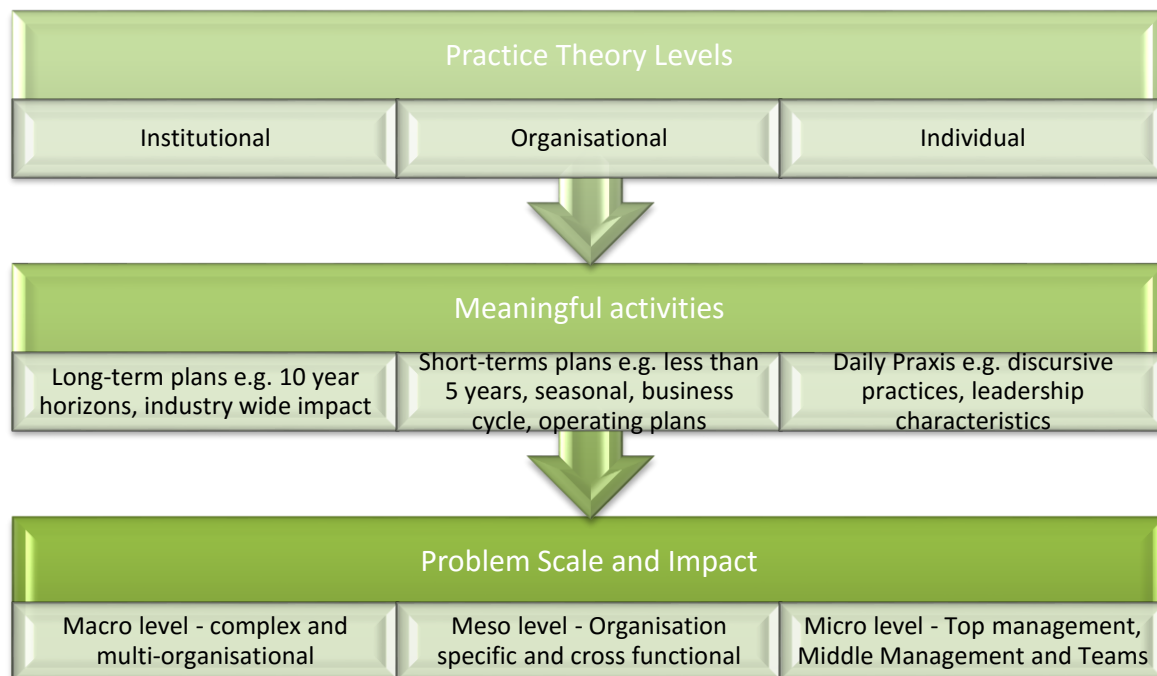 Practice Theory Levels
Institutional
Organisational
Individual
Meaningful activities
Long-term plans e.g. 10 year
horizons, industry wide impact
Short-terms plans e.g. less than
5 years, seasonal, business
cycle, operating plans
Daily Praxis e.g. discursive
practices, leadership
characteristics
Problem Scale and Impact
Macro level - complex and
multi-organisational
Meso level - Organisation
specific and cross functional
Micro level - Top management,
Middle Management and Teams